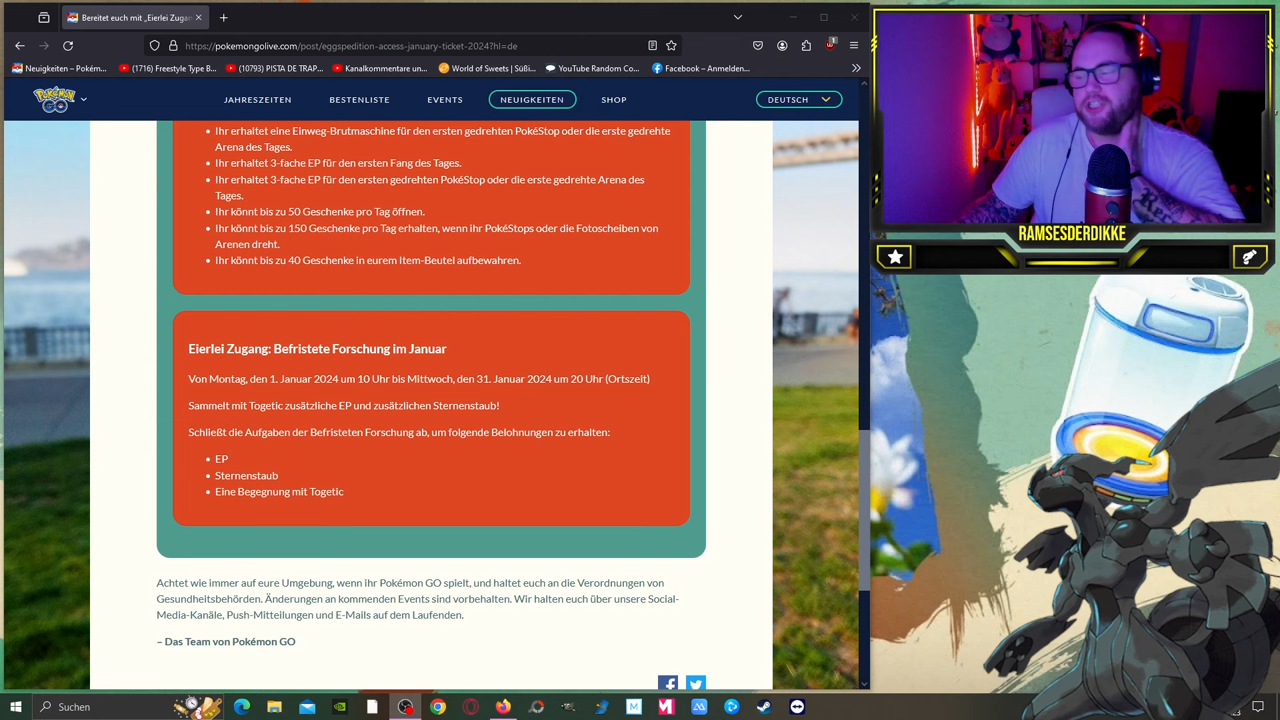 Bereitet euch mit „Eierlei Zugan
https://pokemongolive.com/post/eggspedition-access-january-ticket-2024?hl=de
1
Neuigkeiten – Pokém...
(1716) Freestyle Type B...
(10793) PISTA DE TRAP...
Kanalkommentare un...
World of Sweets | Süßi...
YouTube Random Co...
Facebook – Anmelden...
Pokémon GO
JAHRESZEITEN
BESTENLISTE
EVENTS
NEUIGKEITEN
SHOP
DEUTSCH
Ihr erhaltet eine Einweg-Brutmaschine für den ersten gedrehten PokéStop oder die erste gedrehte
Arena des Tages.
Ihr erhaltet 3-fache EP für den ersten Fang des Tages.
Ihr erhaltet 3-fache EP für den ersten gedrehten PokéStop oder die erste gedrehte Arena des
Tages.
Ihr könnt bis zu 50 Geschenke pro Tag öffnen.
Ihr könnt bis zu 150 Geschenke pro Tag erhalten, wenn ihr PokéStops oder die Fotoscheiben von
Arenen dreht.
Ihr könnt bis zu 40 Geschenke in eurem Item-Beutel aufbewahren.
Eierlei Zugang: Befristete Forschung im Januar
Von Montag, den 1. Januar 2024 um 10 Uhr bis Mittwoch, den 31. Januar 2024 um 20 Uhr (Ortszeit)
Sammelt mit Togetic zusätzliche EP und zusätzlichen Sternenstaub!
Schließt die Aufgaben der Befristeten Forschung ab, um folgende Belohnungen zu erhalten:
EP
Sternenstaub
Eine Begegnung mit Togetic
Achtet wie immer auf eure Umgebung, wenn ihr Pokémon GO spielt, und haltet euch an die Verordnungen von
Gesundheitsbehörden. Änderungen an kommenden Events sind vorbehalten. Wir halten euch über unsere Social-
Media-Kanäle, Push-Mitteilungen und E-Mails auf dem Laufenden.
– Das Team von Pokémon GO
RAMSESDERDIKKE
Suchen